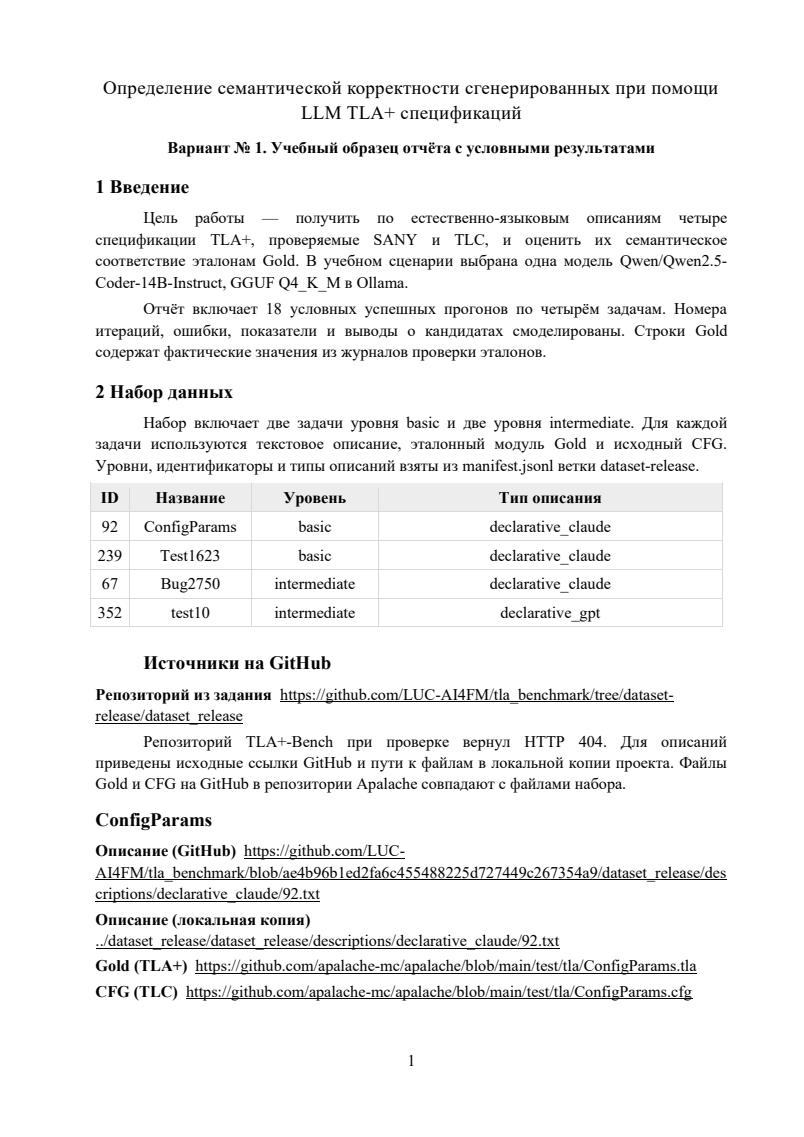 Определение семантической корректности сгенерированных при помощи
LLM TLA+ спецификаций
Вариант № 1. Учебный образец отчёта с условными результатами
1 Введение
Цель работы — получить по естественно-языковым описаниям четыре
спецификации TLA+, проверяемые SANY и TLC, и оценить их семантическое
соответствие эталонам Gold. В учебном сценарии выбрана одна модель Qwen/Qwen2.5-
Coder-14B-Instruct, GGUF Q4_K_M в Ollama.
Отчёт включает 18 условных успешных прогонов по четырём задачам. Номера
итераций, ошибки, показатели и выводы о кандидатах смоделированы. Строки Gold
содержат фактические значения из журналов проверки эталонов.
2 Набор данных
Набор включает две задачи уровня basic и две уровня intermediate. Для каждой
задачи используются текстовое описание, эталонный модуль Gold и исходный CFG.
Уровни, идентификаторы и типы описаний взяты из manifest.jsonl ветки dataset-release.
ID Название Уровень Тип описания
92 ConfigParams basic declarative_claude
239 Test1623 basic declarative_claude
67 Bug2750 intermediate declarative_claude
352 test10 intermediate declarative_gpt
Источники на GitHub
Репозиторий из задания https://github.com/LUC-AI4FM/tla_benchmark/tree/dataset-
release/dataset_release
Репозиторий TLA+-Bench при проверке вернул HTTP 404. Для описаний
приведены исходные ссылки GitHub и пути к файлам в локальной копии проекта. Файлы
Gold и CFG на GitHub в репозитории Apalache совпадают с файлами набора.
ConfigParams
Описание (GitHub) https://github.com/LUC-
AI4FM/tla_benchmark/blob/ae4b96b1ed2fa6c455488225d727449c267354a9/dataset_release/des
criptions/declarative_claude/92.txt
Описание (локальная копия)
../dataset_release/dataset_release/descriptions/declarative_claude/92.txt
Gold (TLA+) https://github.com/apalache-mc/apalache/blob/main/test/tla/ConfigParams.tla
CFG (TLC) https://github.com/apalache-mc/apalache/blob/main/test/tla/ConfigParams.cfg
1